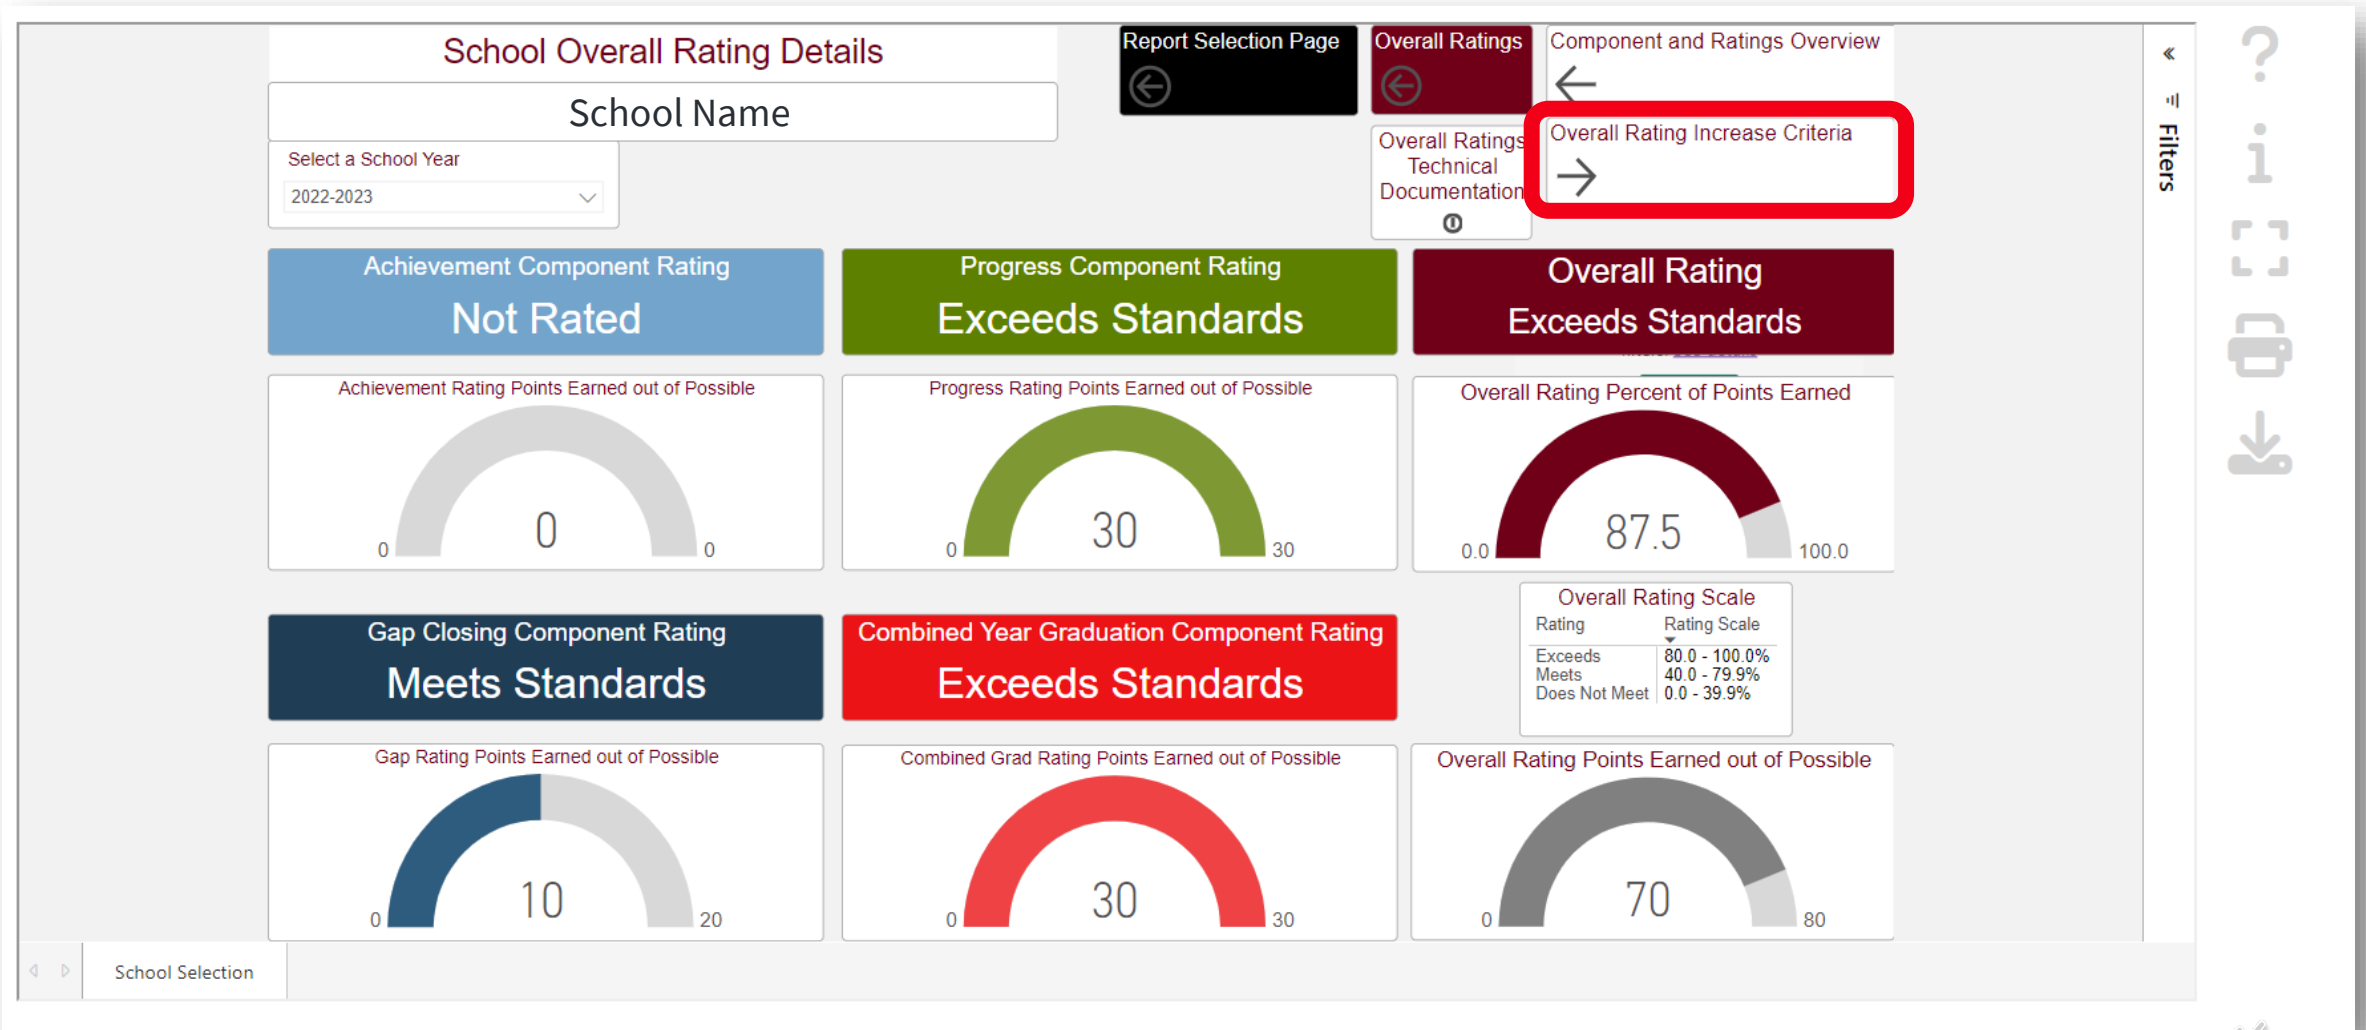 School Overall Rating Details
School Name
Select a School Year
2022-2023
Report Selection Page
Overall Ratings
Component and Ratings Overview
Overall Ratings
Technical
Documentation
Overall Rating Increase Criteria
Filters
Achievement Component Rating
Not Rated
Progress Component Rating
Exceeds Standards
Overall Rating
Exceeds Standards
Achievement Rating Points Earned out of Possible
0
0
0
Progress Rating Points Earned out of Possible
30
0
30
Overall Rating Percent of Points Earned
87.5
0.0
100.0
Gap Closing Component Rating
Meets Standards
Combined Year Graduation Component Rating
Exceeds Standards
Overall Rating Scale
Rating Rating Scale
Exceeds 80.0 - 100.0%
Meets 40.0 - 79.9%
Does Not Meet 0.0 - 39.9%
Gap Rating Points Earned out of Possible
10
0
20
Combined Grad Rating Points Earned out of Possible
30
0
30
Overall Rating Points Earned out of Possible
70
0
80
School Selection